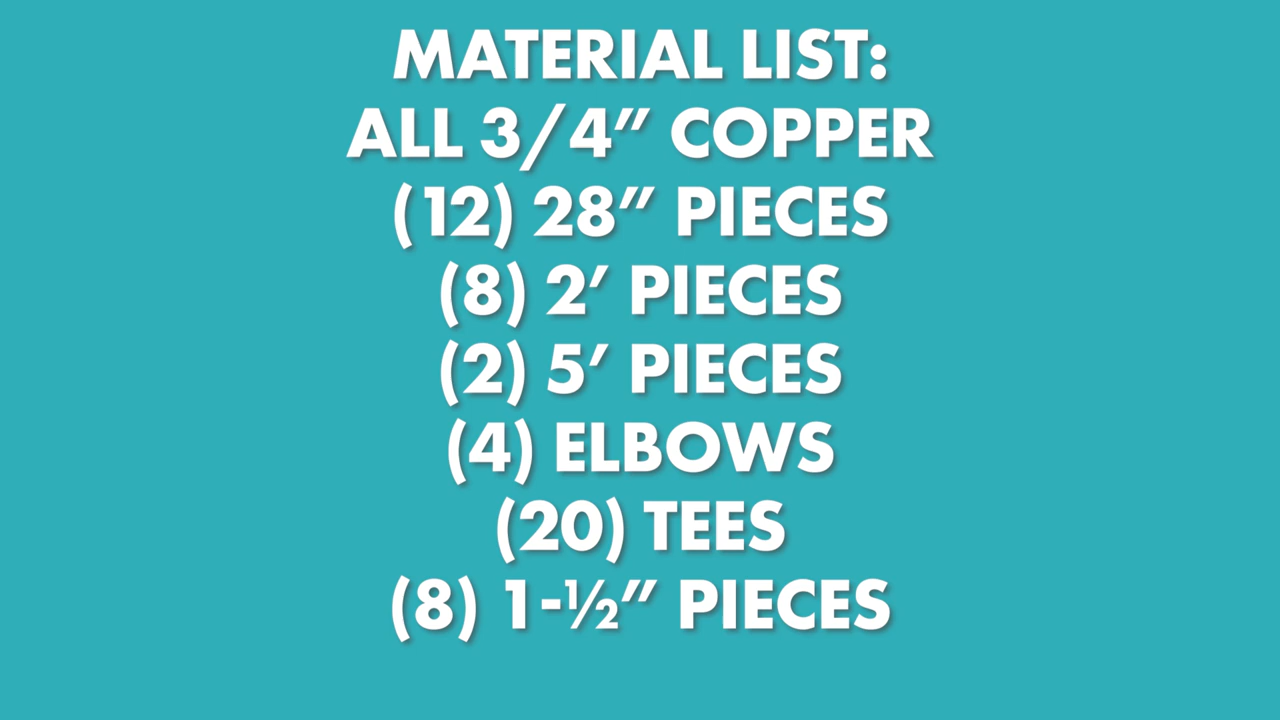 MATERIAL LIST:
ALL 3/4” COPPER
(12) 28” PIECES
(8) 2’ PIECES
(2) 5’ PIECES
(4) ELBOWS
(20) TEES
(8) 1-½” PIECES